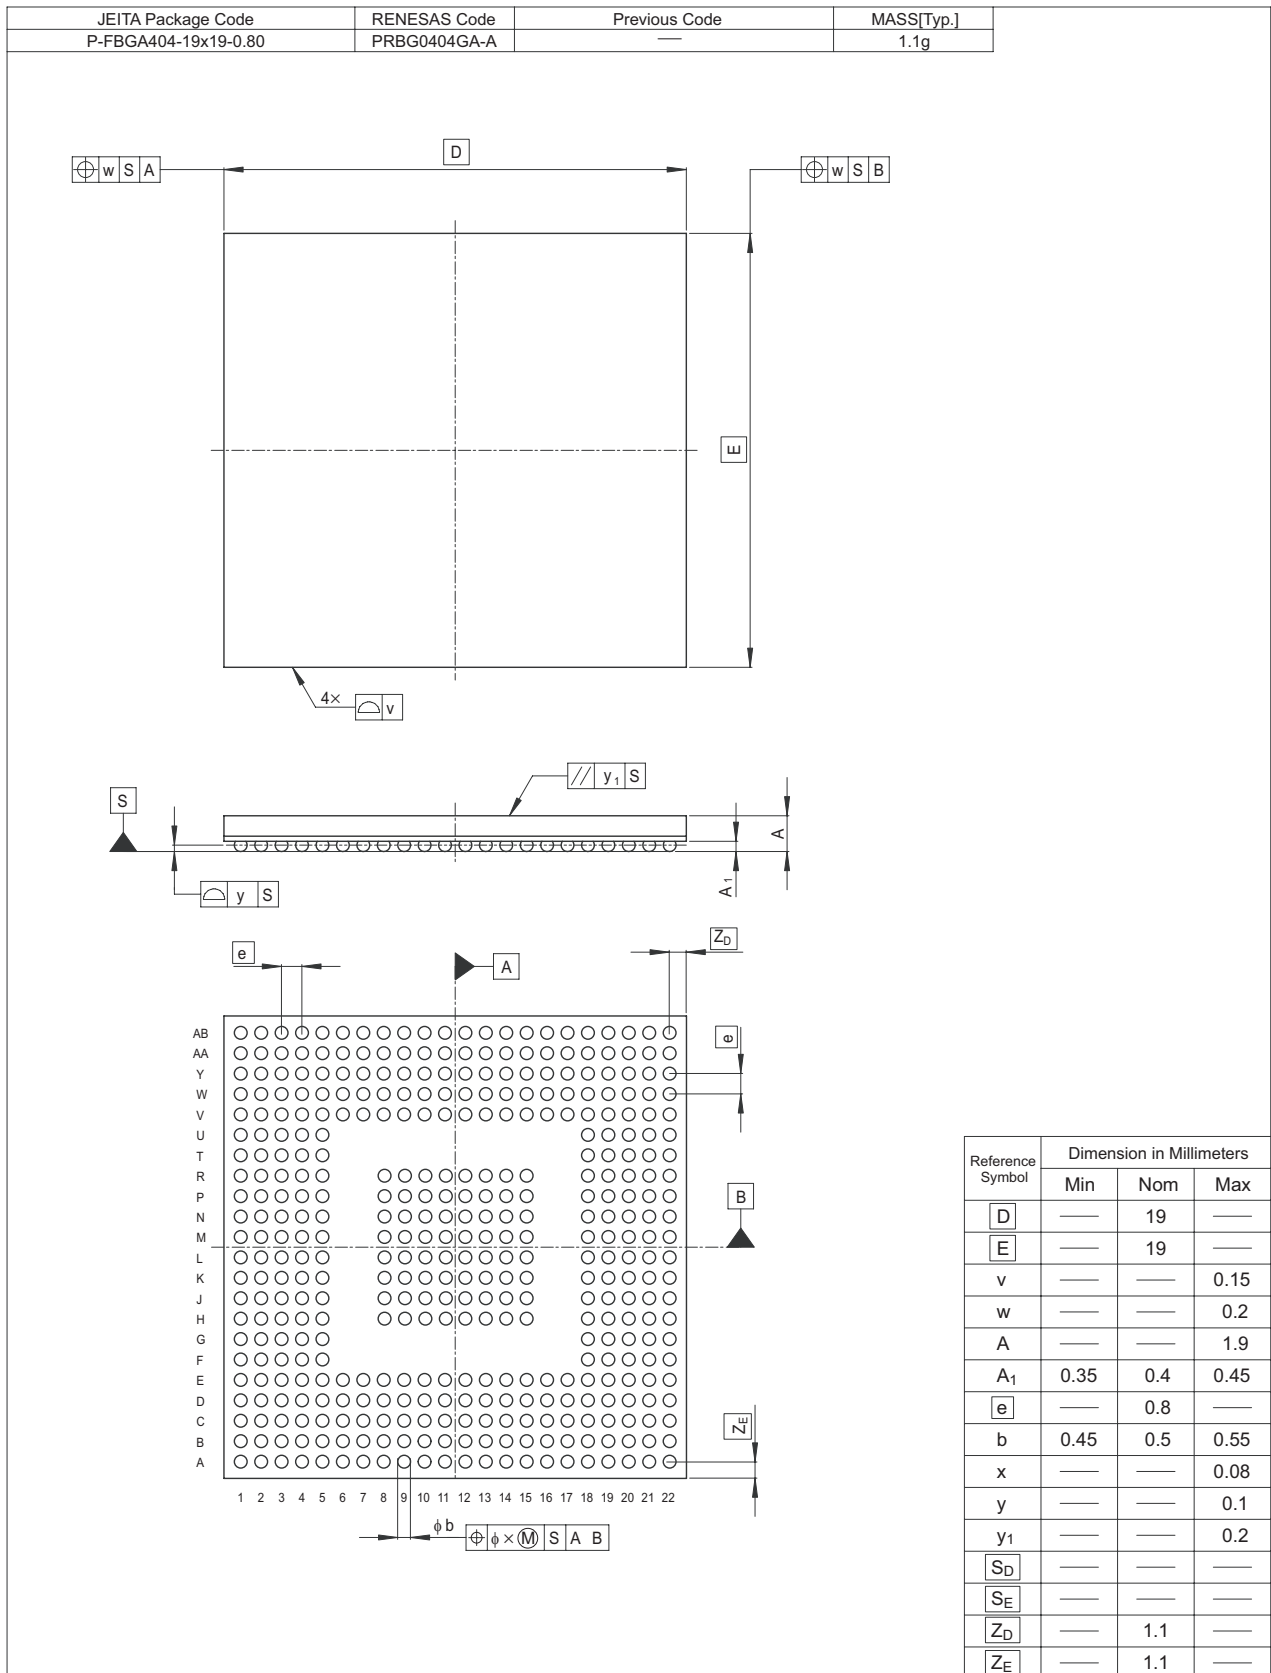 JEITA Package Code RENESAS Code Previous Code MASS[Typ.]
P-FBGA404-19x19-0.80 PRBG0404GA-A — 1.1g
D
w S A
w S B
E
4×
v
y1 S
S
A
A1
y S
ZD
e
A
AB
AA
Y
W
V
U
T
R
P
N
M
L
K
J
H
G
F
E
D
C
B
A
e
B
ZE
1 2 3 4 5 6 7 8 9 10 11 12 13 14 15 16 17 18 19 20 21 22
ϕ b
ϕ × Ⓜ S A B
Reference Symbol Dimension in Millimeters
Min Nom Max
D — 19 —
E — 19 —
v — — 0.15
w — — 0.2
A — — 1.9
A1 0.35 0.4 0.45
e — 0.8 —
b 0.45 0.5 0.55
x — — 0.08
y — — 0.1
y1 — — 0.2
SD — — —
SE — — —
ZD — 1.1 —
ZE — 1.1 —